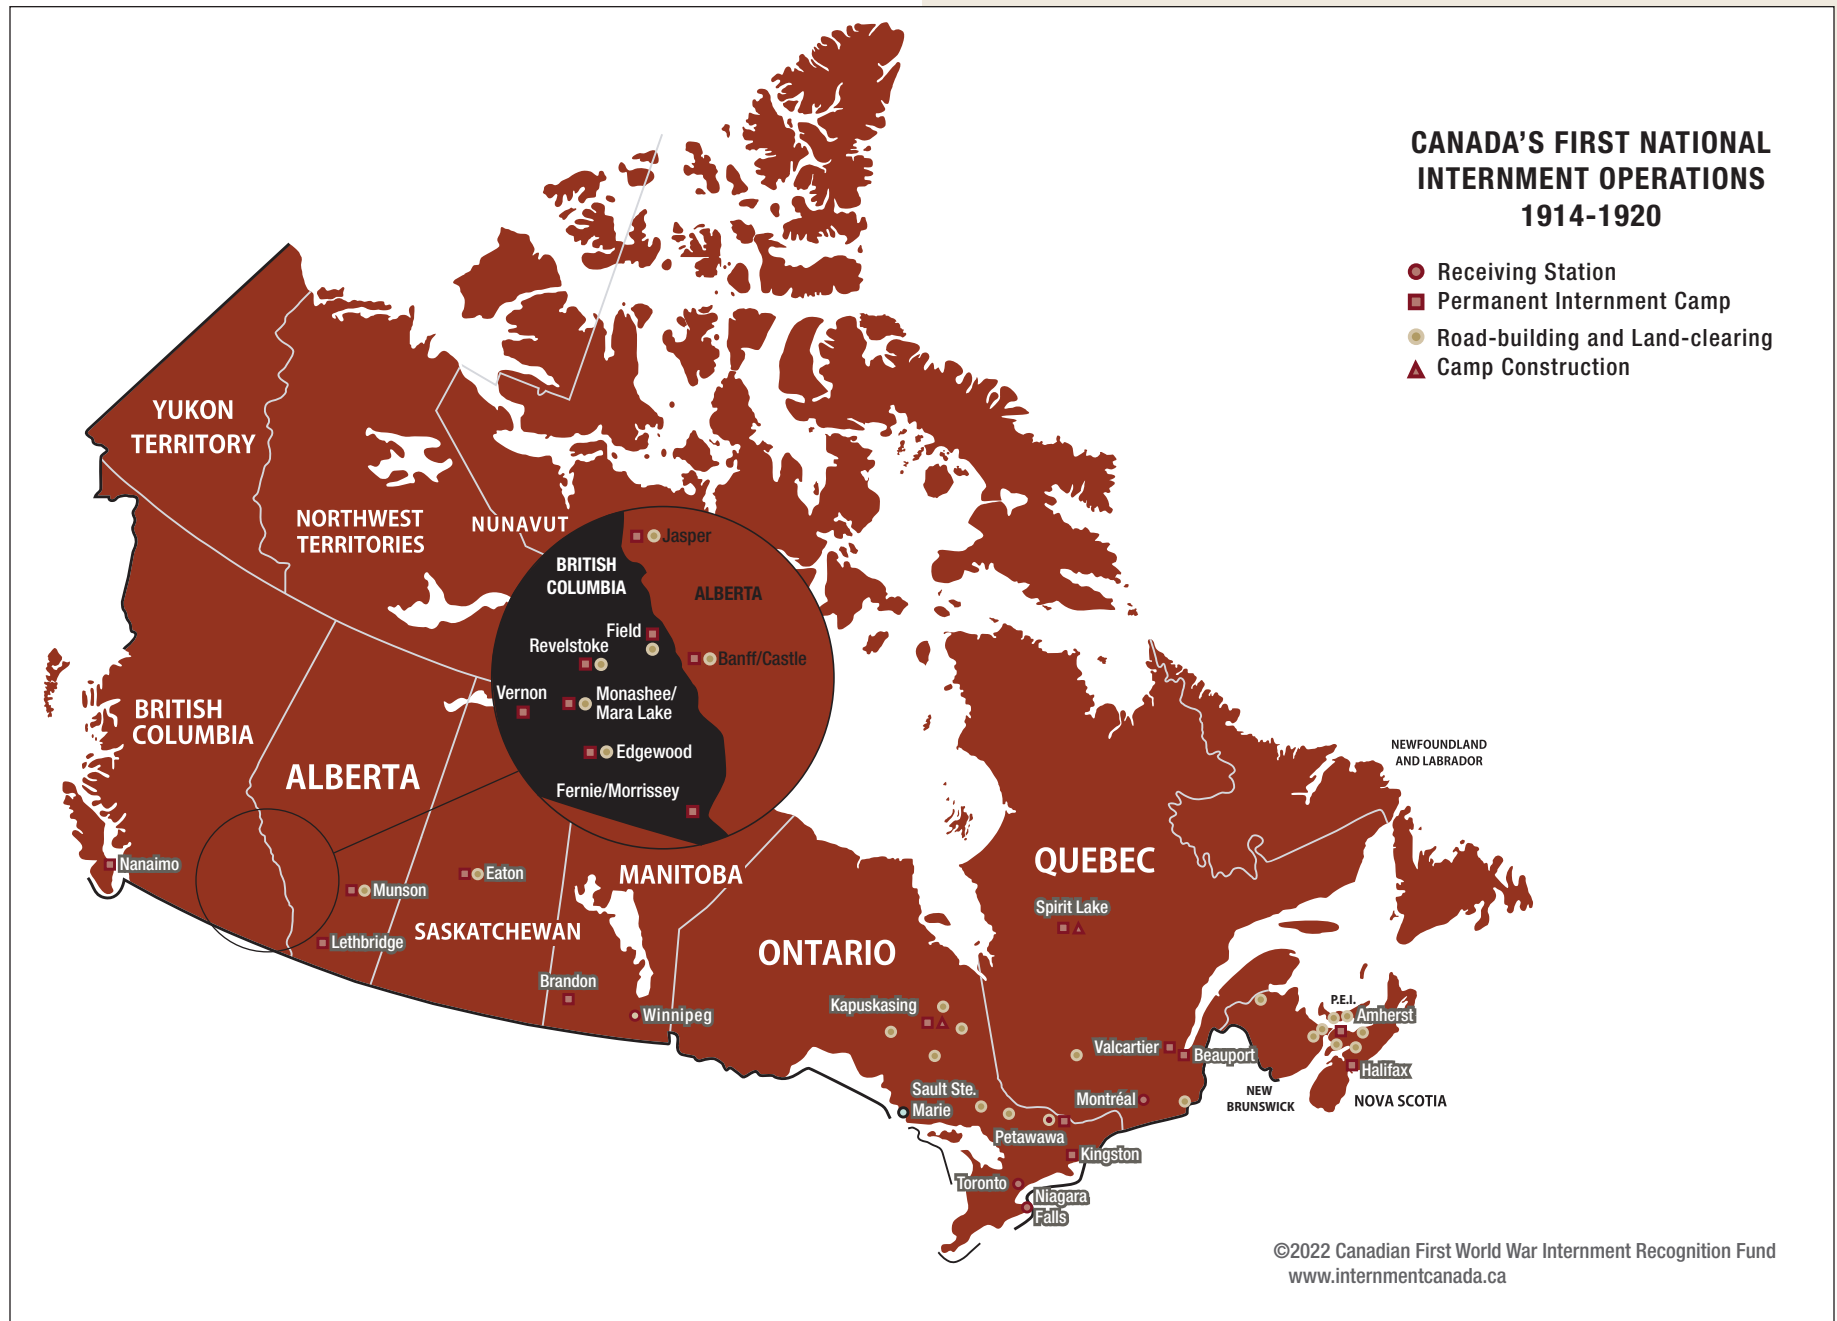 CANADA'S FIRST NATIONAL
INTERNMENT OPERATIONS
1914-1920
Receiving Station
Permanent Internment Camp
Road-building and Land-clearing
Camp Construction
YUKON
TERRITORY
NORTHWEST
TERRITORIES
NUNAVUT
BRITISH
COLUMBIA
ALBERTA
Jasper
BRITISH
COLUMBIA
ALBERTA
Field
Revelstoke
Banff/Castle
Vernon
Monashee/
Mara Lake
Edgewood
Fernie/Morrissey
NEWFOUNDLAND
AND LABRADOR
Nanaimo
Munson
Eaton
Lethbridge
SASKATCHEWAN
MANITOBA
Brandon
Winnipeg
ONTARIO
QUEBEC
Spirit Lake
Kapuskasing
Valcartier
Beauport
P.E.I.
Amherst
Halifax
NEW
BRUNSWICK
NOVA SCOTIA
Sault Ste.
Marie
Montréal
Petawawa
Kingston
Toronto
Niagara
Falls
©2022 Canadian First World War Internment Recognition Fund
www.internmentcanada.ca